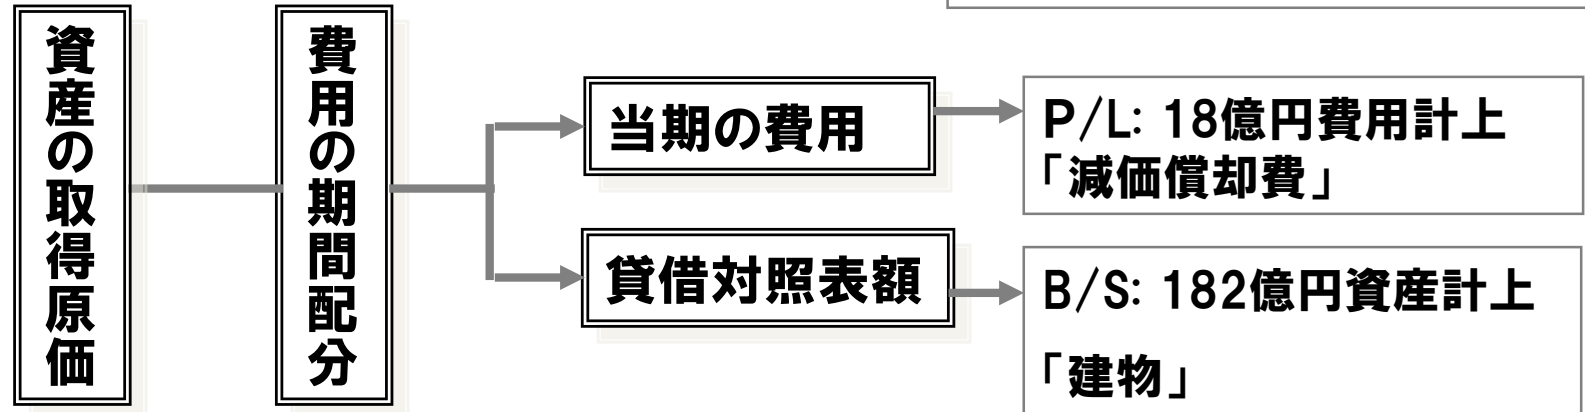 資産の取得原価
費用の期間配分
当期の費用
P/L: 18億円費用計上
「減価償却費」
貸借対照表額
B/S: 182億円資産計上
「建物」